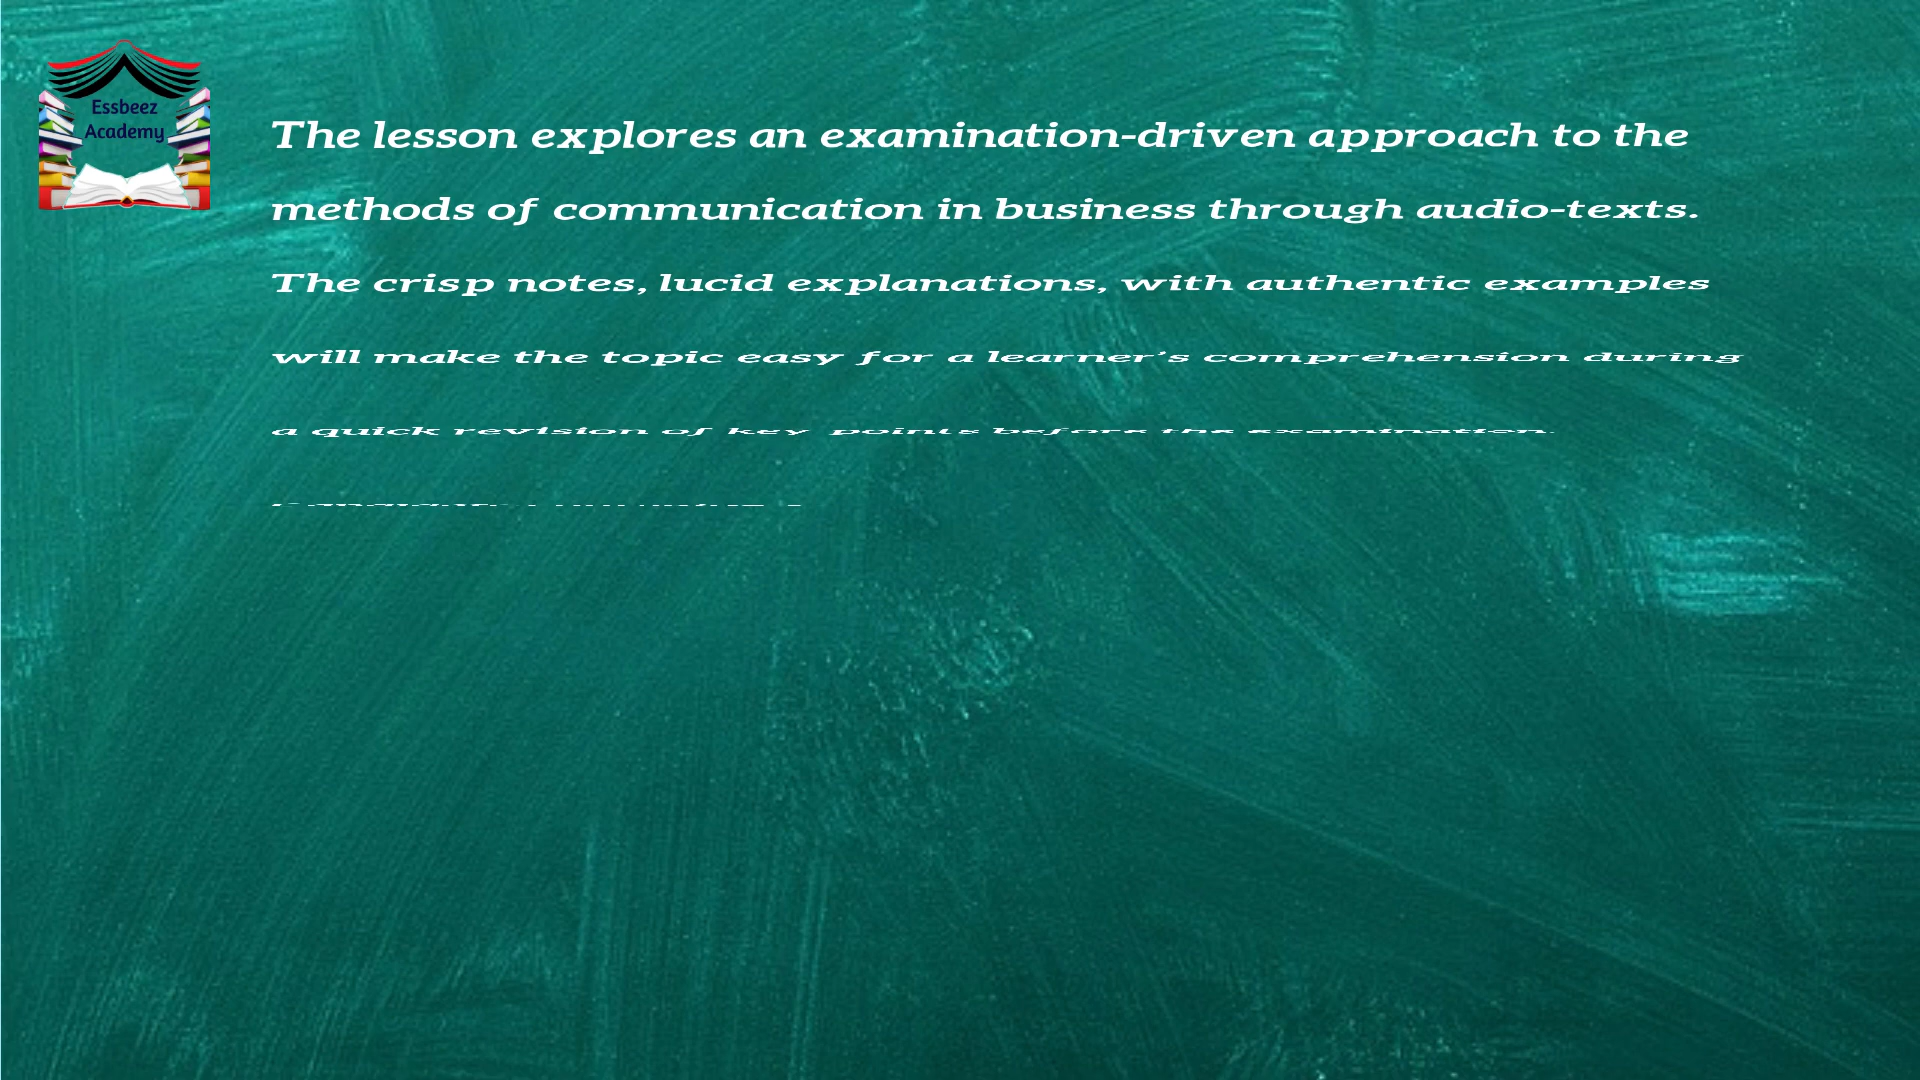 Essbeez
Academy
The lesson explores an examination-driven approach to the
methods of communication in business through audio-texts.
The crisp notes, lucid explanations, with authentic examples
will make the topic easy for a learner's comprehension during
a quick revision of key points before the examination.